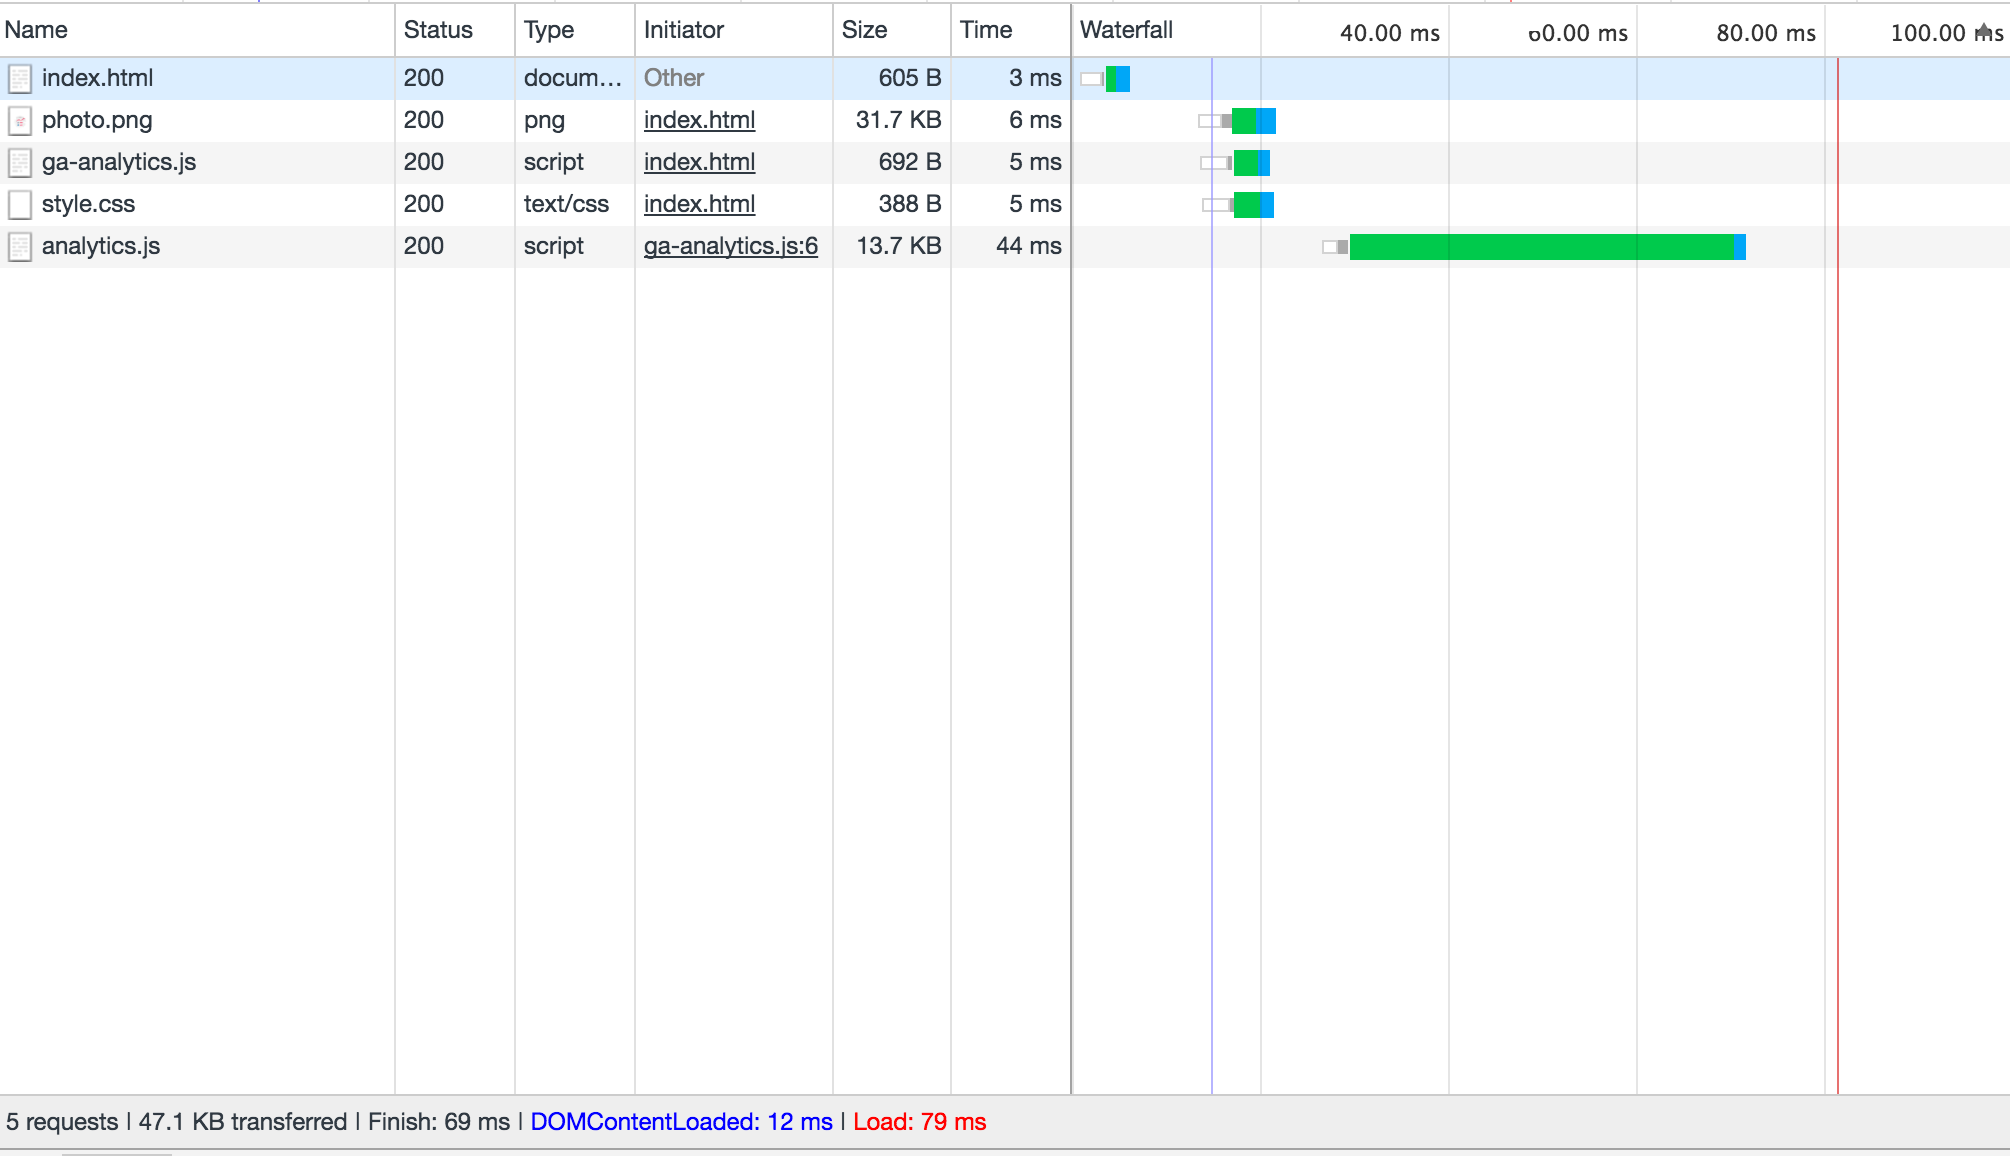 Name Status Type Initiator Size Time Waterfall 40.00 ms 60.00 ms 80.00 ms 100.00 ms
index.html 200 docum... Other 605 B 3 ms
photo.png 200 png index.html 31.7 KB 6 ms
ga-analytics.js 200 script index.html 692 B 5 ms
style.css 200 text/css index.html 388 B 5 ms
analytics.js 200 script ga-analytics.js:6 13.7 KB 44 ms
5 requests | 47.1 KB transferred | Finish: 69 ms | DOMContentLoaded: 12 ms | Load: 79 ms